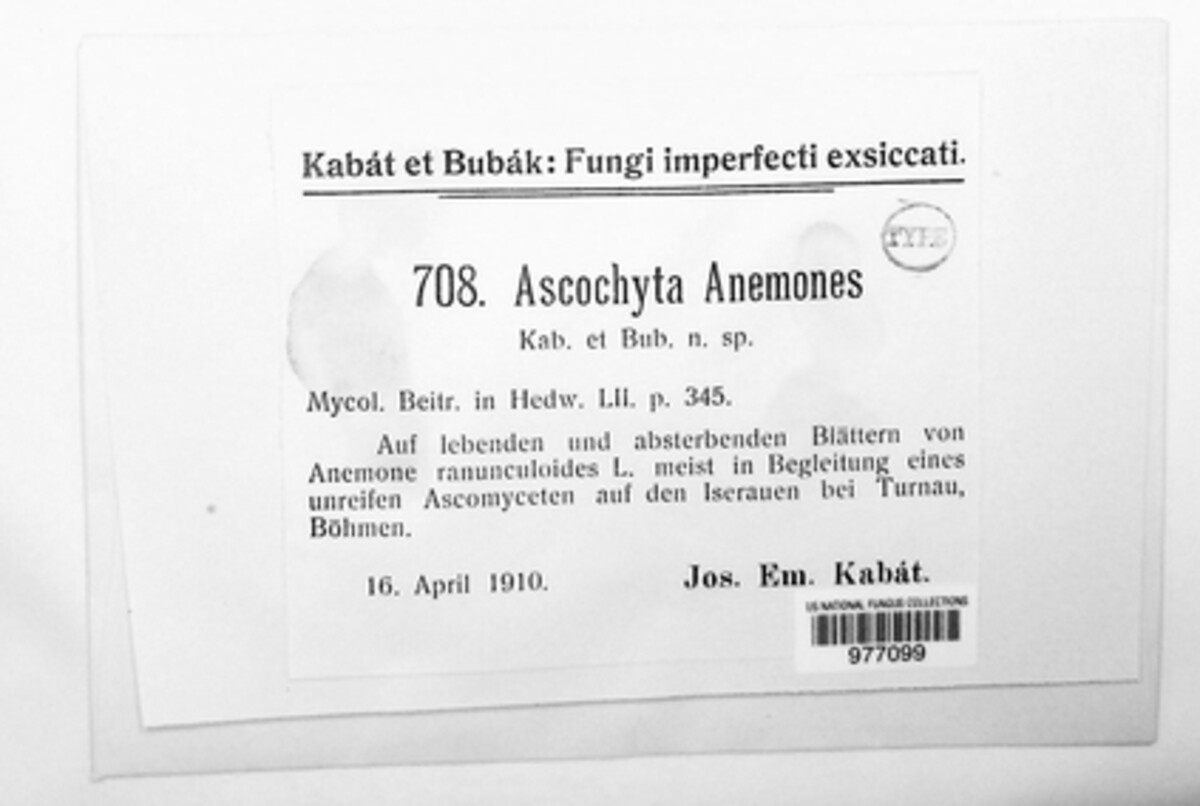 Kabát et Bubák: Fungi imperfecti exsiccati.
TYPE
708. Ascochyta Anemones
Kab. et Bub. n. sp.
Mycol. Beitr. in Hedw. LII. p. 345.
Auf lebenden und absterbenden Blättern von
Anemone ranunculoides L. meist in Begleitung eines
unreifen Ascomyceten auf den Iserauen bei Turnau,
Böhmen.
16. April 1910.
Jos. Em. Kabát.
US NATIONAL FUNGUS COLLECTIONS
977099